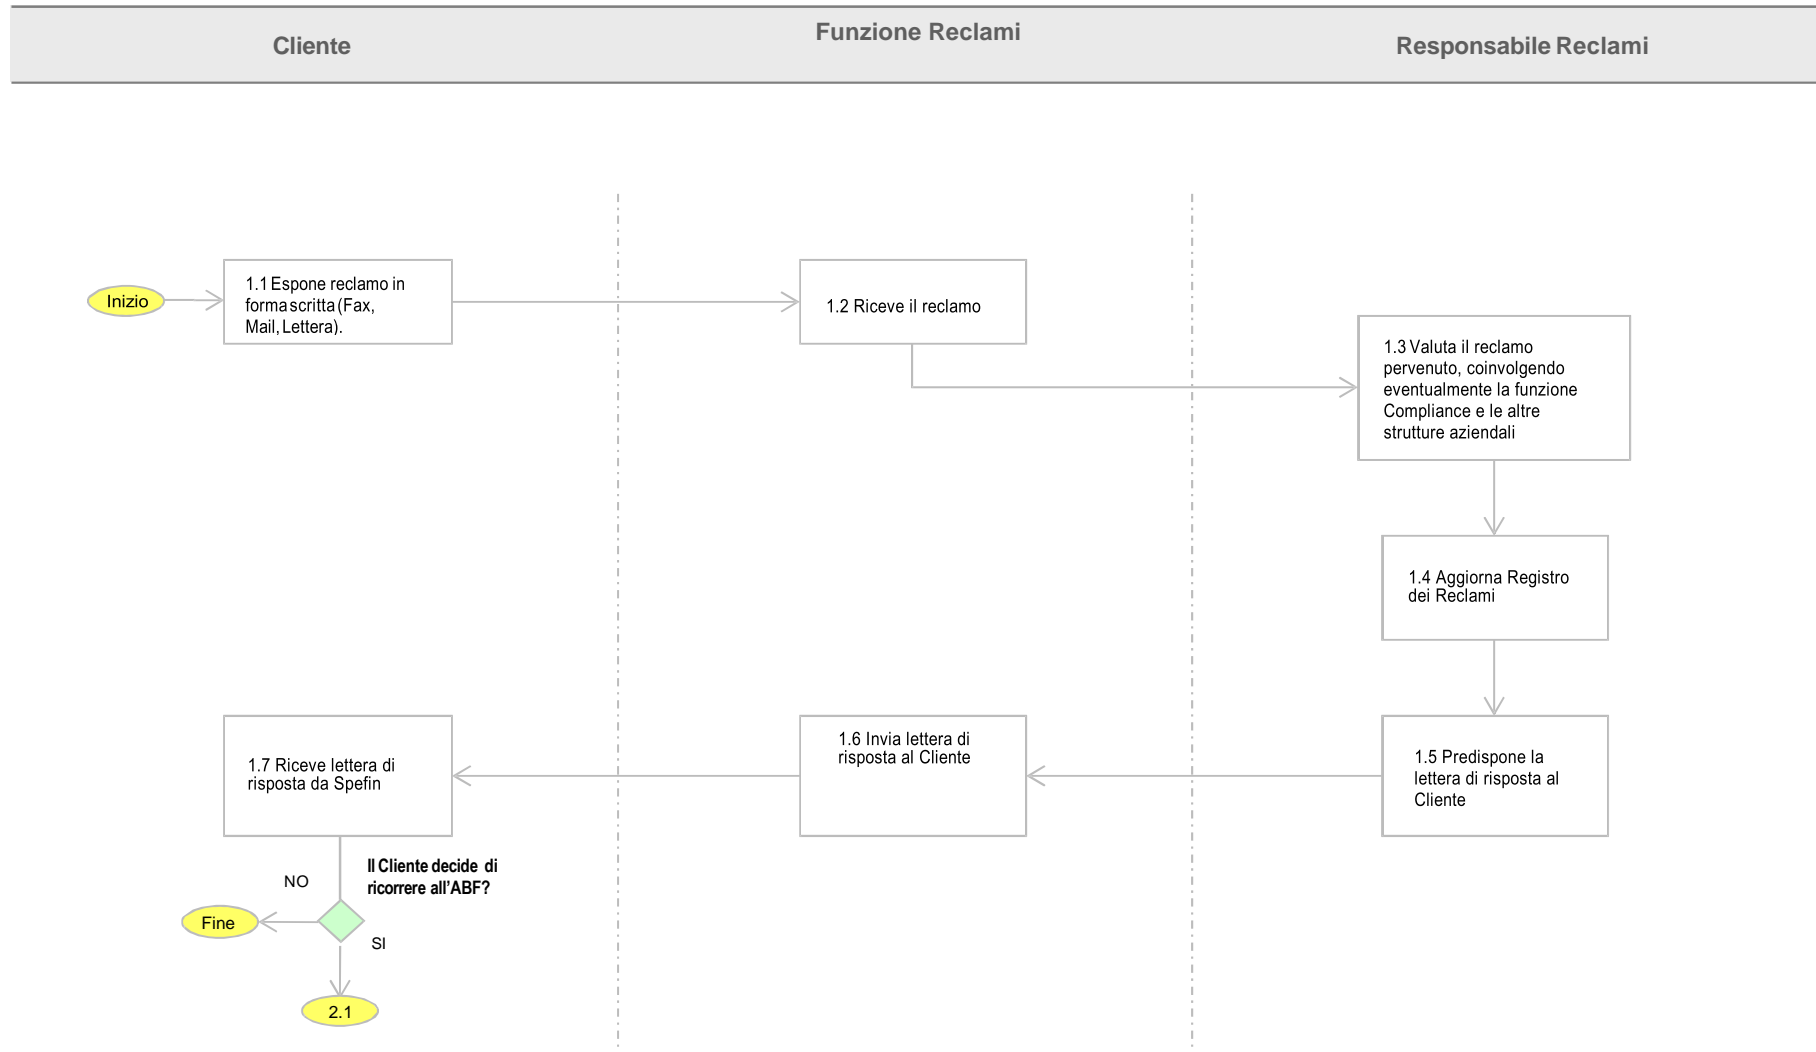 Cliente
Funzione Reclami
Responsabile Reclami
Inizio
1.1 Espone reclamo in
forma scritta (Fax,
Mail, Lettera).
1.2 Riceve il reclamo
1.3 Valuta il reclamo
pervenuto, coinvolgendo
eventualmente la funzione
Compliance e le altre
strutture aziendali
1.4 Aggiorna Registro
dei Reclami
1.5 Predispone la
lettera di risposta al
Cliente
1.6 Invia lettera di
risposta al Cliente
1.7 Riceve lettera di
risposta da Spefin
Il Cliente decide di
ricorrere all'ABF?
NO
Fine
SI
2.1